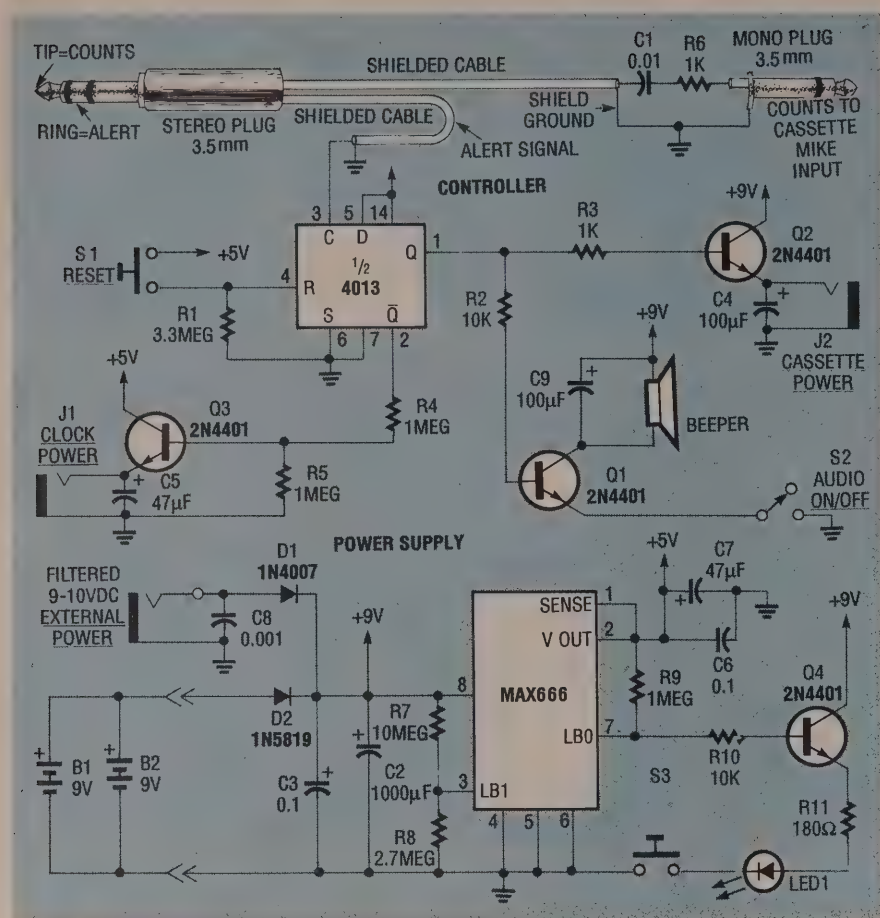 TIP=COUNTS
RING=ALERT
STEREO PLUG
3.5mm
SHIELDED CABLE
SHIELDED CABLE
SHIELD
GROUND
ALERT SIGNAL
C1
0.01
R6
1K
MONO PLUG
3.5mm
COUNTS TO
CASSETTE
MIKE
INPUT
CONTROLLER
S1
RESET
+5V
R1
3.3MEG
3
5
14
C
D
4
R
1/2
4013
Q
1
S
Q̅
6
7
2
R2
10K
R3
1K
+9V
Q2
2N4401
C4
100µF
+
J2
CASSETTE
POWER
+5V
J1
CLOCK
POWER
Q3
2N4401
+
C5
47µF
R4
1MEG
R5
1MEG
C9
100µF
+
+9V
BEEPER
Q1
2N4401
S2
AUDIO
ON/OFF
POWER SUPPLY
FILTERED
9-10VDC
EXTERNAL
POWER
C8
0.001
D1
1N4007
+9V
D2
1N5819
+
B1
9V
+
B2
9V
C3
0.1
+
+
C2
1000µF
R7
10MEG
R8
2.7MEG
8
3
LB1
MAX666
SENSE
1
V OUT
2
LB0
7
4
5
6
+5V
C7
47µF
+
C6
0.1
R9
1MEG
R10
10K
+9V
Q4
2N4401
R11
180Ω
S3
LED1